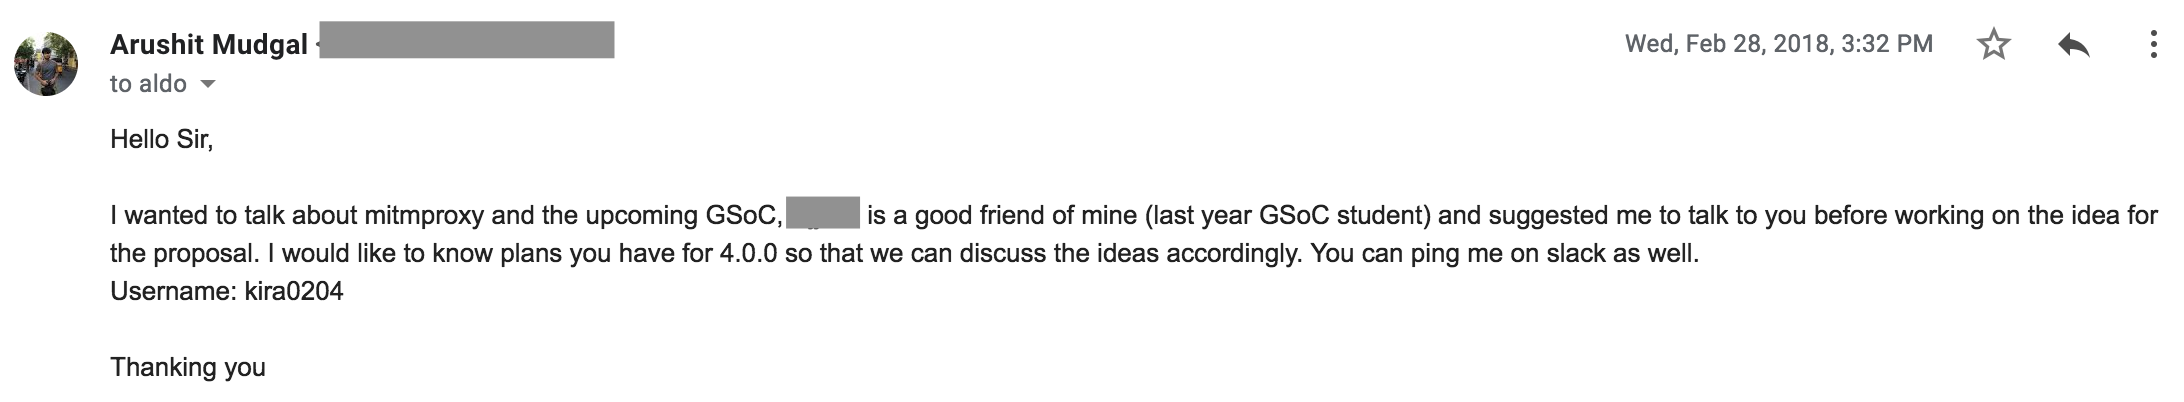 Arushit Mudgal
Wed, Feb 28, 2018, 3:32 PM
to aldo
Hello Sir,
I wanted to talk about mitmproxy and the upcoming GSoC, is a good friend of mine (last year GSoC student) and suggested me to talk to you before working on the idea for
the proposal. I would like to know plans you have for 4.0.0 so that we can discuss the ideas accordingly. You can ping me on slack as well.
Username: kira0204
Thanking you